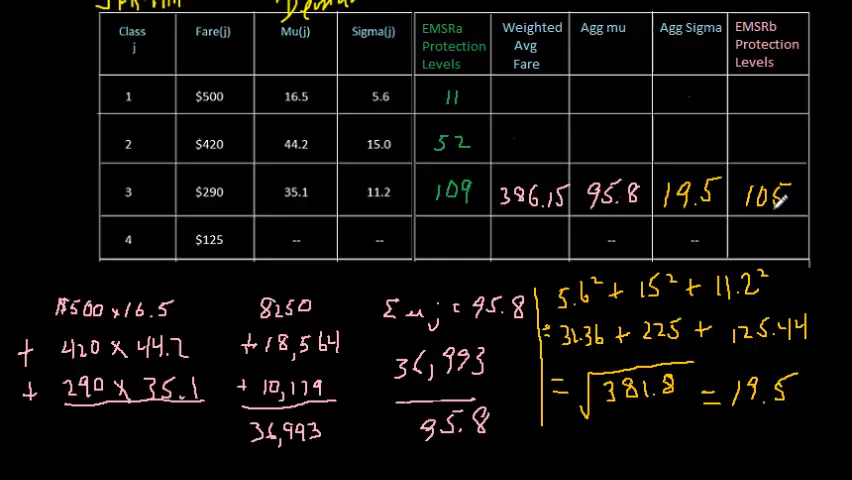 Class j Fare(j) Mu(j) Sigma(j) EMSRa Protection Levels Weighted Avg Fare Agg mu Agg Sigma EMSRb Protection Levels
1 $500 16.5 5.6 11
2 $420 44.2 15.0 52
3 $290 35.1 11.2 109 386.15 95.8 19.5 105
4 $125 -- -- -- --
$500 × 16.5
+ 420 × 44.2
+ 290 × 35.1
8250
+ 18,564
+ 10,179
36,993
Σ μj = 95.8
36,993
95.8
5.6² + 15² + 11.2²
= 31.36 + 225 + 125.44
= √381.8 = 19.5